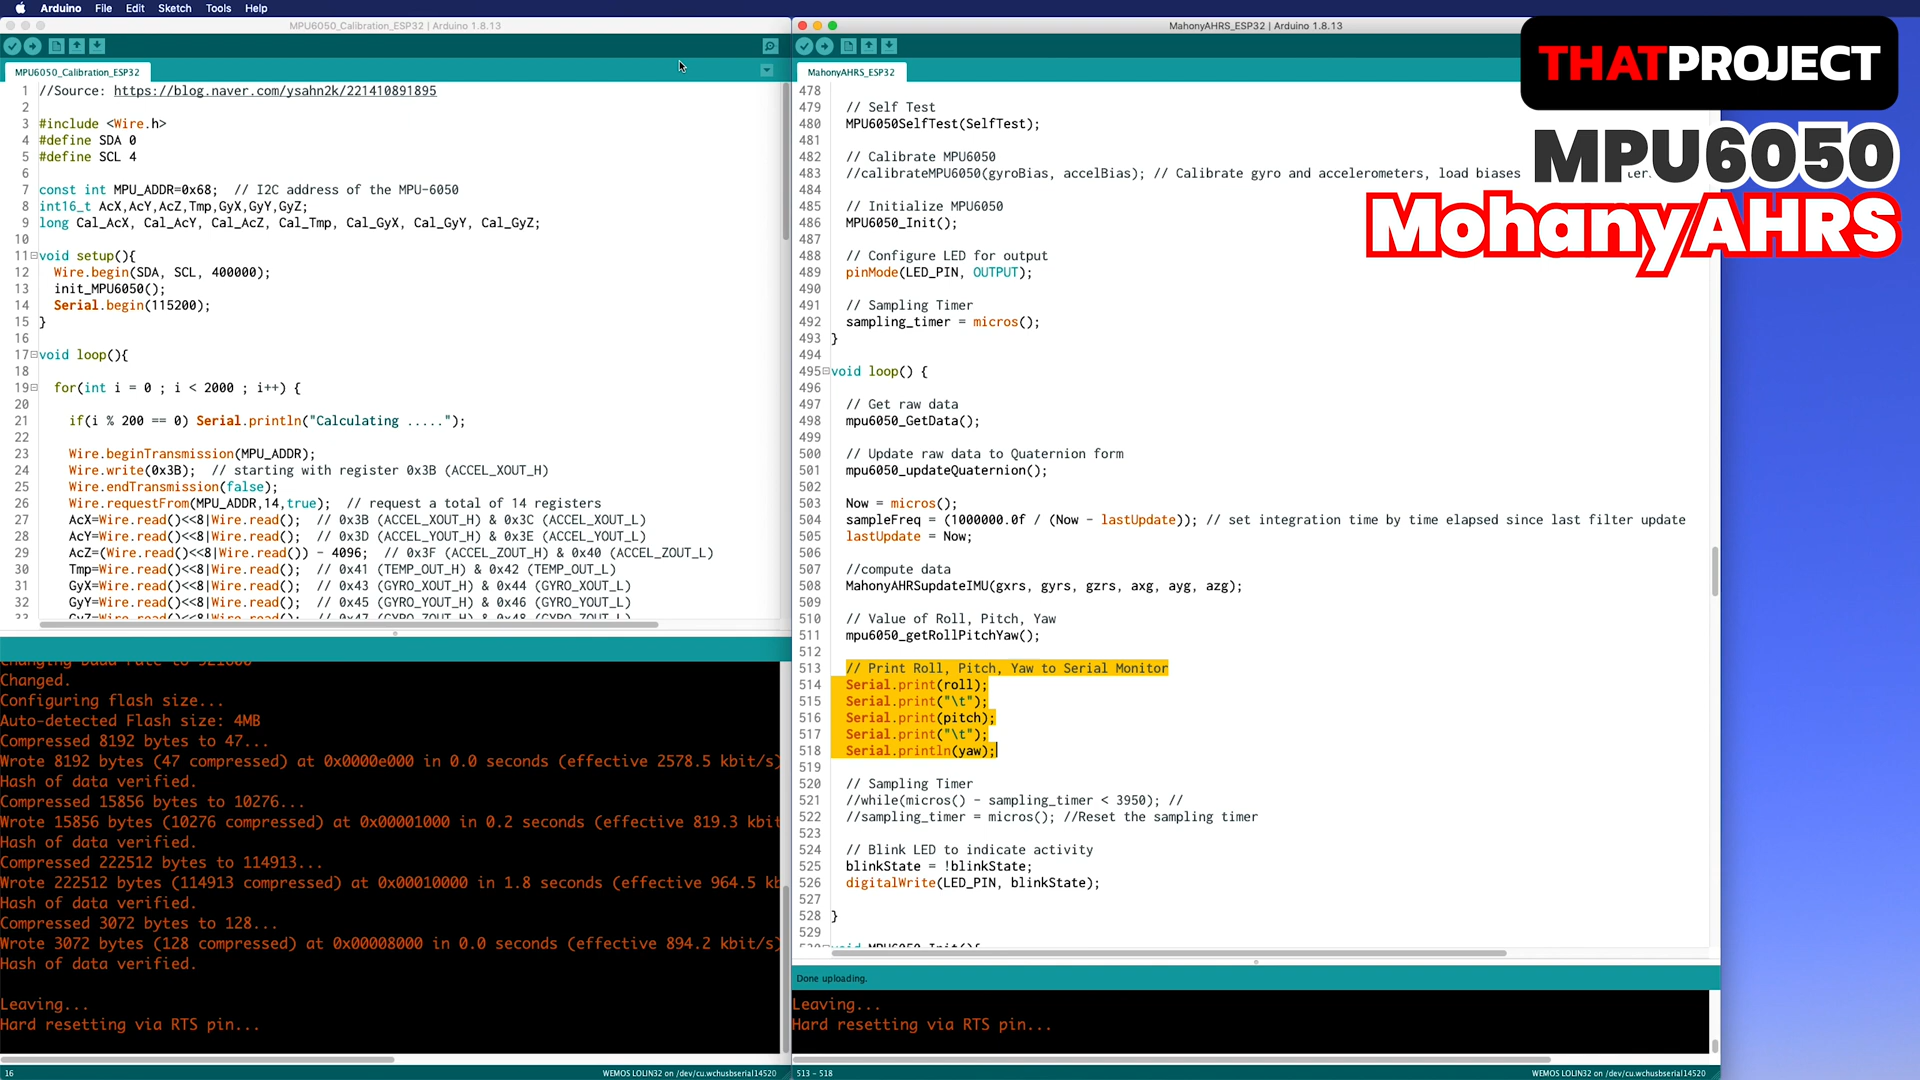 Arduino File Edit Sketch Tools Help
MPU6050_Calibration_ESP32 | Arduino 1.8.13
MPU6050_Calibration_ESP32
1 //Source: https://blog.naver.com/ysahn2k/221410891895
2
3 #include <Wire.h>
4 #define SDA 0
5 #define SCL 4
6
7 const int MPU_ADDR=0x68; // I2C address of the MPU-6050
8 int16_t AcX,AcY,AcZ,Tmp,GyX,GyY,GyZ;
9 long Cal_AcX, Cal_AcY, Cal_AcZ, Cal_Tmp, Cal_GyX, Cal_GyY, Cal_GyZ;
10
11 void setup(){
12 Wire.begin(SDA, SCL, 400000);
13 init_MPU6050();
14 Serial.begin(115200);
15 }
16
17 void loop(){
18
19 for(int i = 0 ; i < 2000 ; i++) {
20
21 if(i % 200 == 0) Serial.println("Calculating .....");
22
23 Wire.beginTransmission(MPU_ADDR);
24 Wire.write(0x3B); // starting with register 0x3B (ACCEL_XOUT_H)
25 Wire.endTransmission(false);
26 Wire.requestFrom(MPU_ADDR,14,true); // request a total of 14 registers
27 AcX=Wire.read()<<8|Wire.read(); // 0x3B (ACCEL_XOUT_H) & 0x3C (ACCEL_XOUT_L)
28 AcY=Wire.read()<<8|Wire.read(); // 0x3D (ACCEL_YOUT_H) & 0x3E (ACCEL_YOUT_L)
29 AcZ=(Wire.read()<<8|Wire.read()) - 4096; // 0x3F (ACCEL_ZOUT_H) & 0x40 (ACCEL_ZOUT_L)
30 Tmp=Wire.read()<<8|Wire.read(); // 0x41 (TEMP_OUT_H) & 0x42 (TEMP_OUT_L)
31 GyX=Wire.read()<<8|Wire.read(); // 0x43 (GYRO_XOUT_H) & 0x44 (GYRO_XOUT_L)
32 GyY=Wire.read()<<8|Wire.read(); // 0x45 (GYRO_YOUT_H) & 0x46 (GYRO_YOUT_L)
33 GyZ=Wire.read()<<8|Wire.read(); // 0x47 (GYRO_ZOUT_H) & 0x48 (GYRO_ZOUT_L)
Changing baud rate to 921600
Changed.
Configuring flash size...
Auto-detected Flash size: 4MB
Compressed 8192 bytes to 47...
Wrote 8192 bytes (47 compressed) at 0x0000e000 in 0.0 seconds (effective 2578.5 kbit/s)
Hash of data verified.
Compressed 15856 bytes to 10276...
Wrote 15856 bytes (10276 compressed) at 0x00001000 in 0.2 seconds (effective 819.3 kbit
Hash of data verified.
Compressed 222512 bytes to 114913...
Wrote 222512 bytes (114913 compressed) at 0x00010000 in 1.8 seconds (effective 964.5 kb
Hash of data verified.
Compressed 3072 bytes to 128...
Wrote 3072 bytes (128 compressed) at 0x00008000 in 0.0 seconds (effective 894.2 kbit/s)
Hash of data verified.
Leaving...
Hard resetting via RTS pin...
16 WEMOS LOLIN32 on /dev/cu.wchusbserial14520
MahonyAHRS_ESP32 | Arduino 1.8.13
MahonyAHRS_ESP32
478
479 // Self Test
480 MPU6050SelfTest(SelfTest);
481
482 // Calibrate MPU6050
483 //calibrateMPU6050(gyroBias, accelBias); // Calibrate gyro and accelerometers, load biases ter.
484
485 // Initialize MPU6050
486 MPU6050_Init();
487
488 // Configure LED for output
489 pinMode(LED_PIN, OUTPUT);
490
491 // Sampling Timer
492 sampling_timer = micros();
493 }
494
495 void loop() {
496
497 // Get raw data
498 mpu6050_GetData();
499
500 // Update raw data to Quaternion form
501 mpu6050_updateQuaternion();
502
503 Now = micros();
504 sampleFreq = (1000000.0f / (Now - lastUpdate)); // set integration time by time elapsed since last filter update
505 lastUpdate = Now;
506
507 //compute data
508 MahonyAHRSupdateIMU(gxrs, gyrs, gzrs, axg, ayg, azg);
509
510 // Value of Roll, Pitch, Yaw
511 mpu6050_getRollPitchYaw();
512
513 // Print Roll, Pitch, Yaw to Serial Monitor
514 Serial.print(roll);
515 Serial.print("\t");
516 Serial.print(pitch);
517 Serial.print("\t");
518 Serial.println(yaw);
519
520 // Sampling Timer
521 //while(micros() - sampling_timer < 3950); //
522 //sampling_timer = micros(); //Reset the sampling timer
523
524 // Blink LED to indicate activity
525 blinkState = !blinkState;
526 digitalWrite(LED_PIN, blinkState);
527
528 }
529
530 void MPU6050_Init(){
Done uploading.
Leaving...
Hard resetting via RTS pin...
513 - 518 WEMOS LOLIN32 on /dev/cu.wchusbserial14520
THATPROJECT
MPU6050
MohanyAHRS